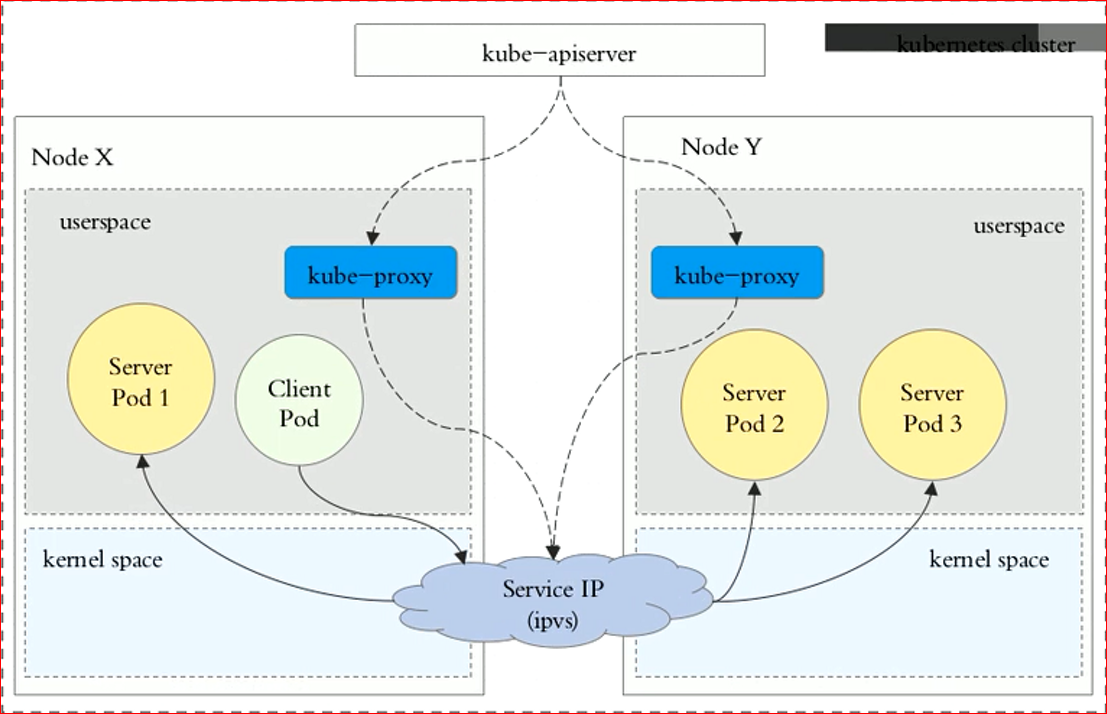 kube-apiserver
kubernetes cluster
Node X
Node Y
userspace
userspace
kube-proxy
kube-proxy
Server
Pod 1
Client
Pod
Server
Pod 2
Server
Pod 3
kernel space
kernel space
Service IP
(ipvs)